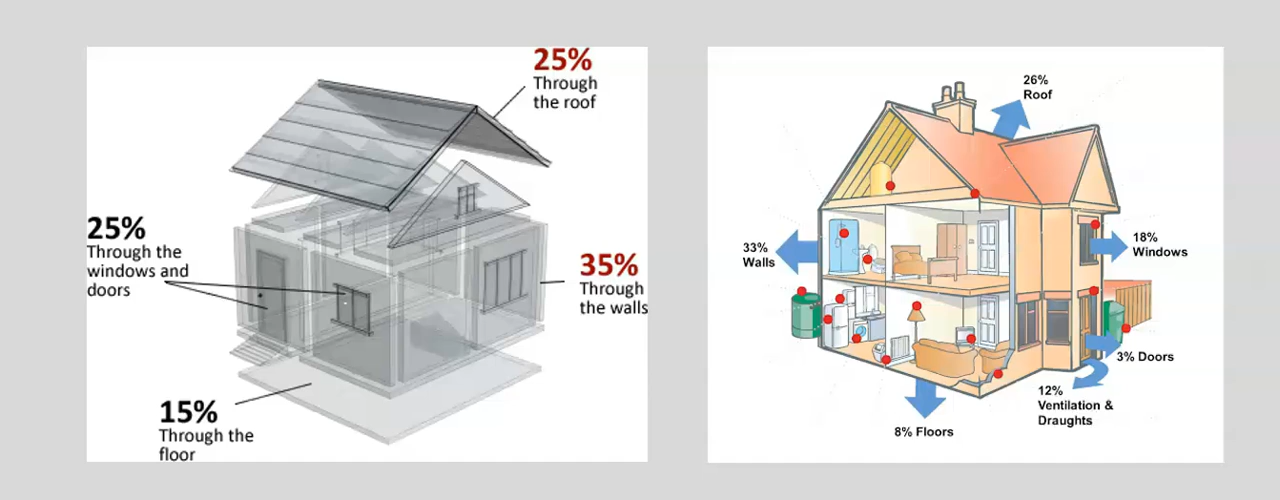 25%
Through
the roof
25%
Through the
windows and
doors
35%
Through
the walls
15%
Through the
floor
26%
Roof
33%
Walls
18%
Windows
3% Doors
12%
Ventilation &
Draughts
8% Floors